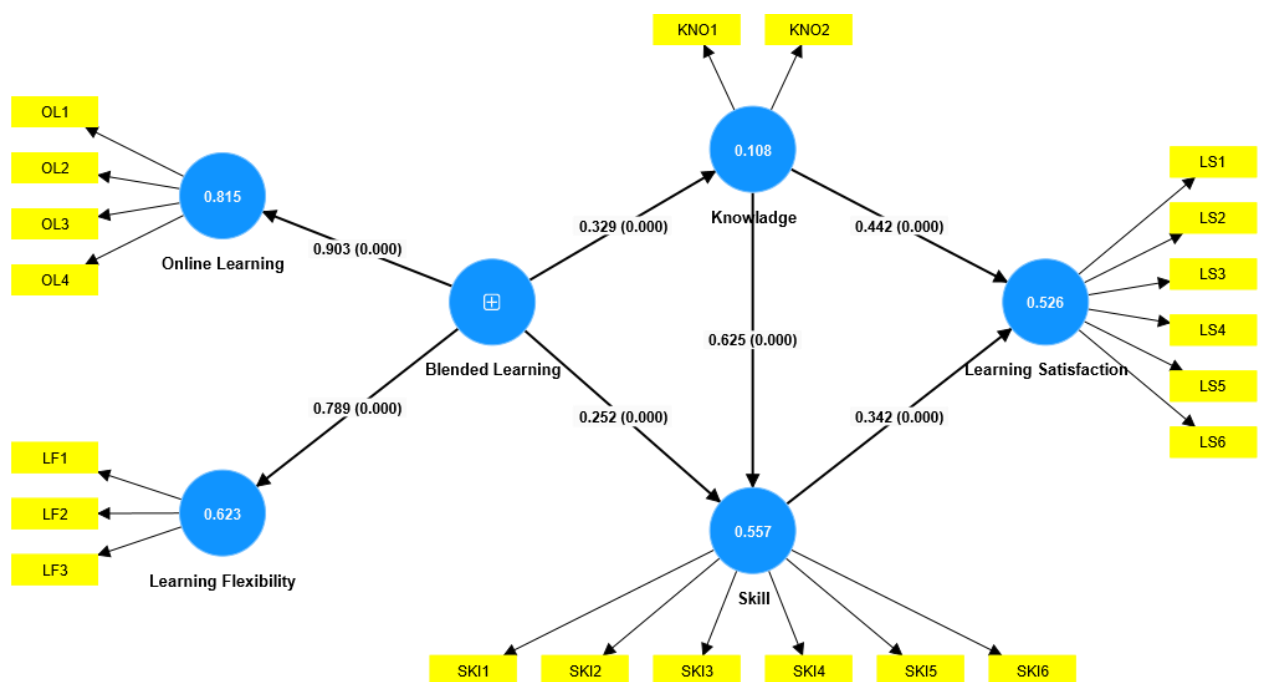 KNO1
KNO2
OL1
OL2
OL3
OL4
0.815
Online Learning
0.903 (0.000)
0.329 (0.000)
0.108
Knowladge
0.442 (0.000)
LS1
LS2
LS3
LS4
LS5
LS6
0.526
Learning Satisfaction
Blended Learning
0.625 (0.000)
0.789 (0.000)
0.252 (0.000)
0.342 (0.000)
LF1
LF2
LF3
0.623
Learning Flexibility
0.557
Skill
SKI1
SKI2
SKI3
SKI4
SKI5
SKI6